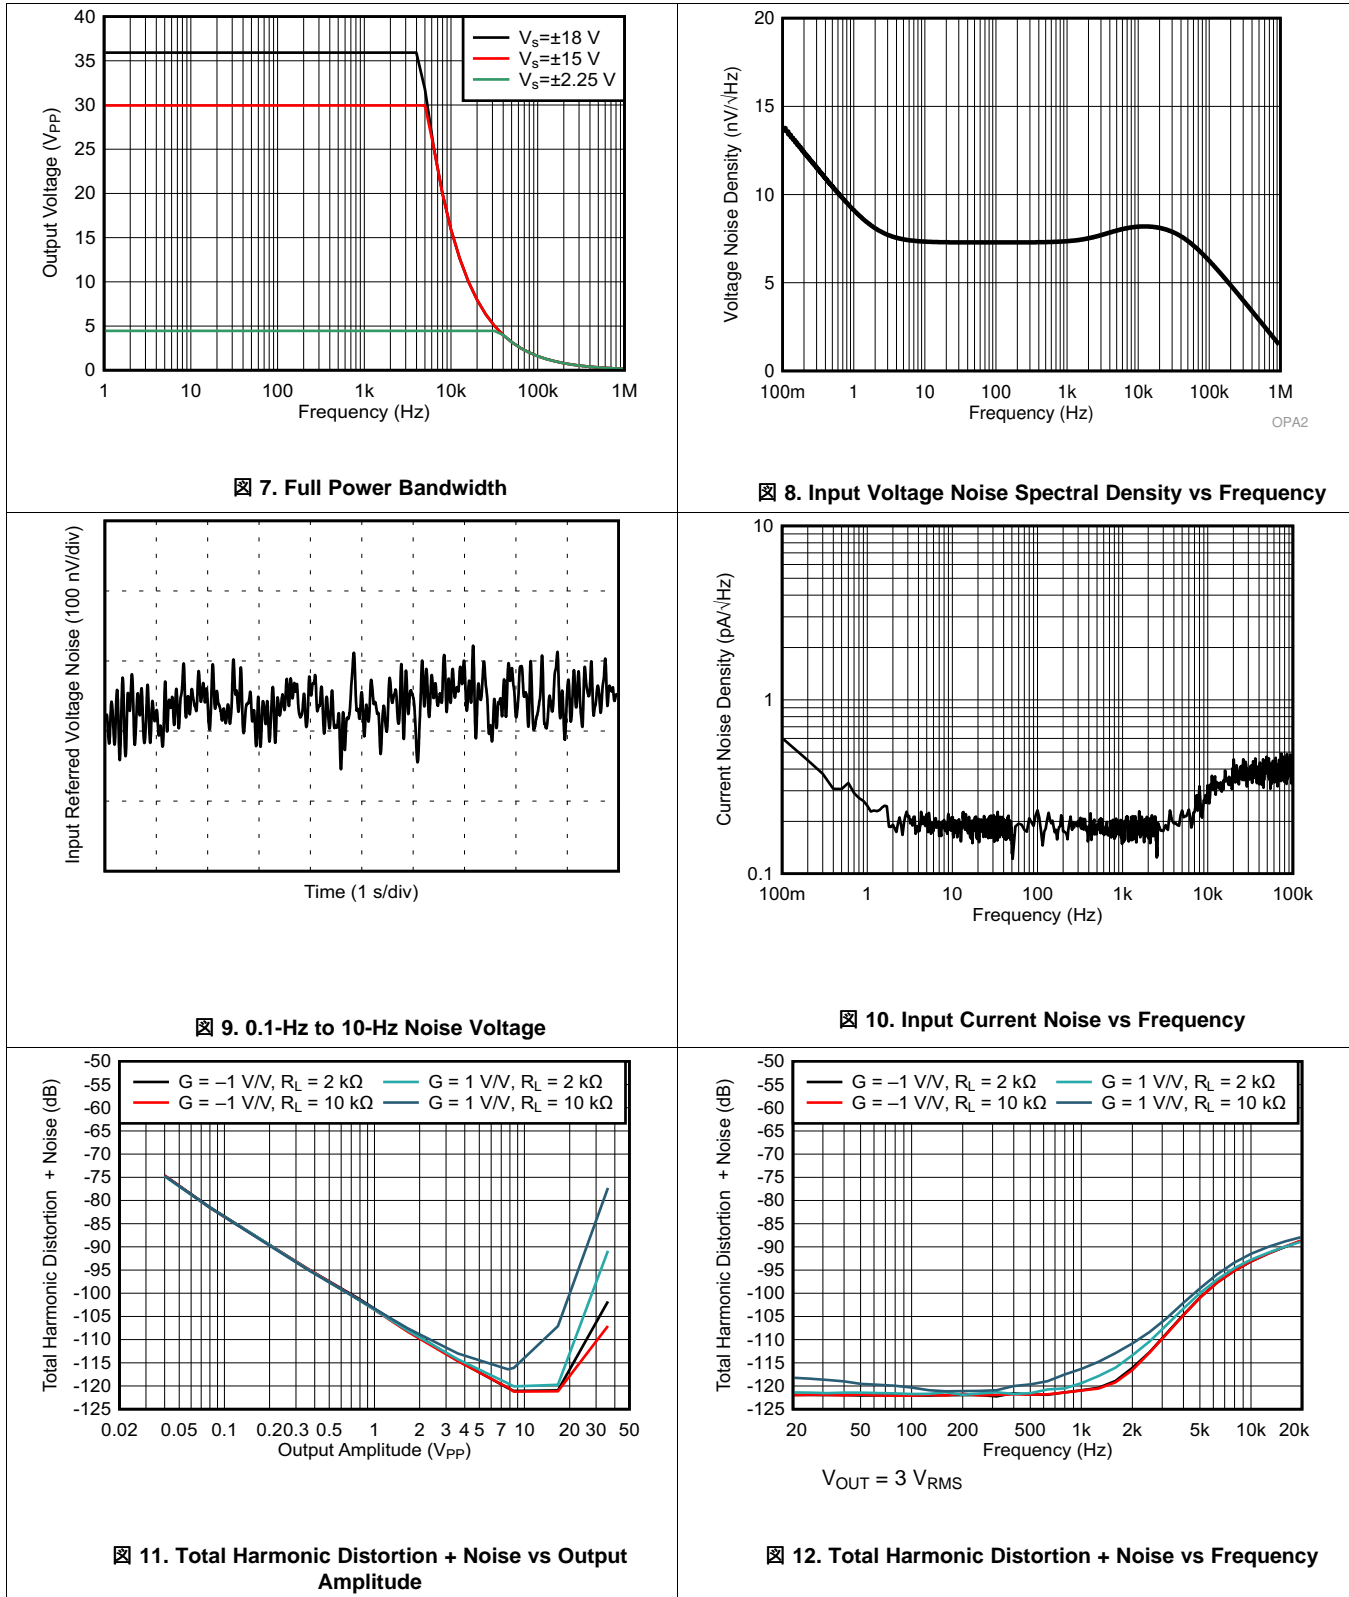 40
35
30
25
20
15
10
5
0
Output Voltage (VPP)
Vs=±18 V
Vs=±15 V
Vs=±2.25 V
1 10 100 1k 10k 100k 1M
Frequency (Hz)
図 7. Full Power Bandwidth
20
15
10
5
0
Voltage Noise Density (nV/√Hz)
100m 1 10 100 1k 10k 100k 1M
Frequency (Hz)
OPA2
図 8. Input Voltage Noise Spectral Density vs Frequency
Input Referred Voltage Noise (100 nV/div)
Time (1 s/div)
図 9. 0.1-Hz to 10-Hz Noise Voltage
10
1
0.1
Current Noise Density (pA/√Hz)
100m 1 10 100 1k 10k 100k
Frequency (Hz)
図 10. Input Current Noise vs Frequency
-50
-55
-60
-65
-70
-75
-80
-85
-90
-95
-100
-105
-110
-115
-120
-125
Total Harmonic Distortion + Noise (dB)
G = –1 V/V, RL = 2 kΩ G = 1 V/V, RL = 2 kΩ
G = –1 V/V, RL = 10 kΩ G = 1 V/V, RL = 10 kΩ
0.02 0.05 0.1 0.20.3 0.5 1 2 3 4 5 7 10 20 30 50
Output Amplitude (VPP)
図 11. Total Harmonic Distortion + Noise vs Output
Amplitude
-50
-55
-60
-65
-70
-75
-80
-85
-90
-95
-100
-105
-110
-115
-120
-125
Total Harmonic Distortion + Noise (dB)
G = –1 V/V, RL = 2 kΩ G = 1 V/V, RL = 2 kΩ
G = –1 V/V, RL = 10 kΩ G = 1 V/V, RL = 10 kΩ
20 50 100 200 500 1k 2k 5k 10k 20k
Frequency (Hz)
VOUT = 3 VRMS
図 12. Total Harmonic Distortion + Noise vs Frequency